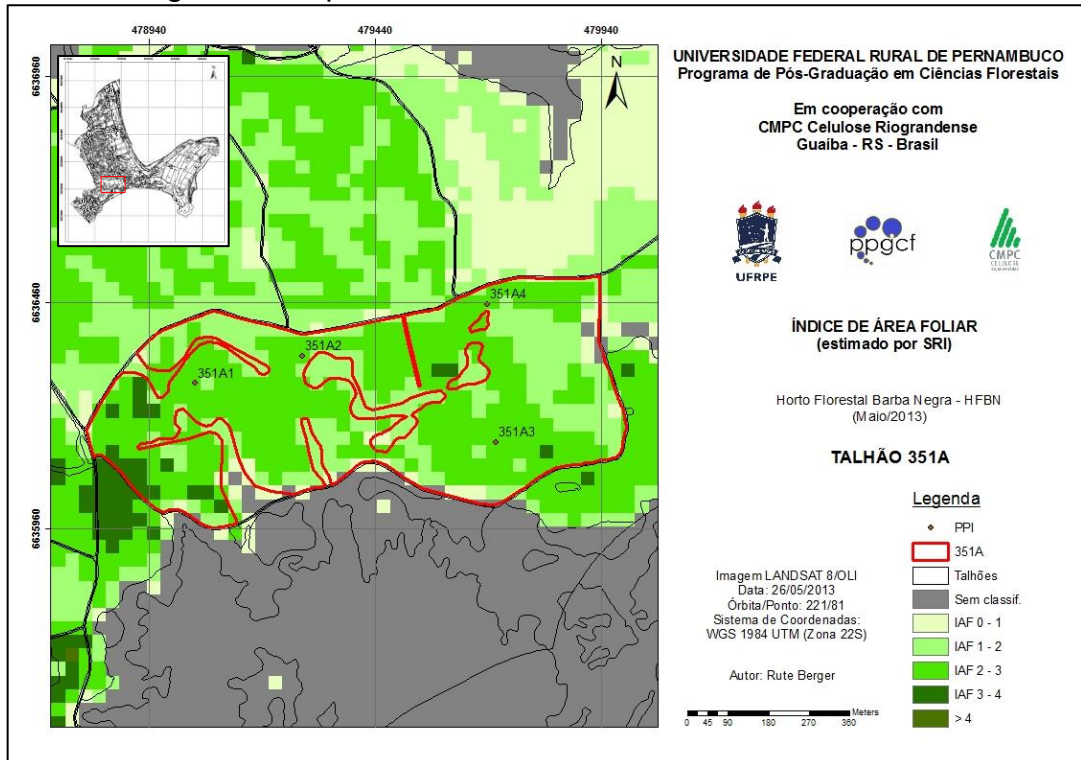 478940 479440 479940
6636960
6636460
6635960
N
351A1
351A2
351A3
351A4
UNIVERSIDADE FEDERAL RURAL DE PERNAMBUCO
Programa de Pós-Graduação em Ciências Florestais
Em cooperação com
CMPC Celulose Riograndense
Guaíba - RS - Brasil
UFRPE
ppgcf
CMPC
CELULOSE
ÍNDICE DE ÁREA FOLIAR
(estimado por SRI)
Horto Florestal Barba Negra - HFBN
(Maio/2013)
TALHÃO 351A
Imagem LANDSAT 8/OLI
Data: 26/05/2013
Órbita/Ponto: 221/81
Sistema de Coordenadas:
WGS 1984 UTM (Zona 22S)
Autor: Rute Berger
Meters
0 45 90 180 270 360
Legenda
PPI
351A
Talhões
Sem classif.
IAF 0 - 1
IAF 1 - 2
IAF 2 - 3
IAF 3 - 4
> 4